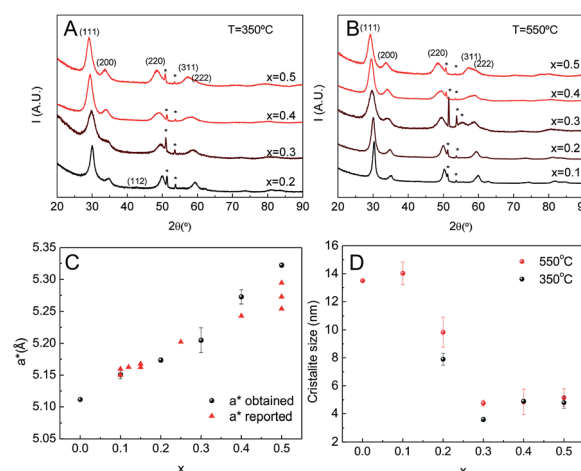 A
T=350°C
(111)
(200)
(220)
(311)
(222)
(112)
* *
x=0.5
* *
x=0.4
* *
x=0.3
* *
x=0.2
I (A.U.)
20 30 40 50 60 70 80 90
2θ(º)
B
T=550ºC
(111)
(200)
(220)
(311)
(222)
* *
x=0.5
* *
x=0.4
* *
x=0.3
* *
x=0.2
* *
x=0.1
I (A.U.)
20 30 40 50 60 70 80 90
2θ(º)
C
5.35
5.30
5.25
5.20
5.15
5.10
5.05
a*(Å)
a* obtained
a* reported
0.0 0.1 0.2 0.3 0.4 0.5
x
D
550°C
350°C
16
14
12
10
8
6
4
2
Cristalite size (nm)
0.0 0.1 0.2 0.3 0.4 0.5
x